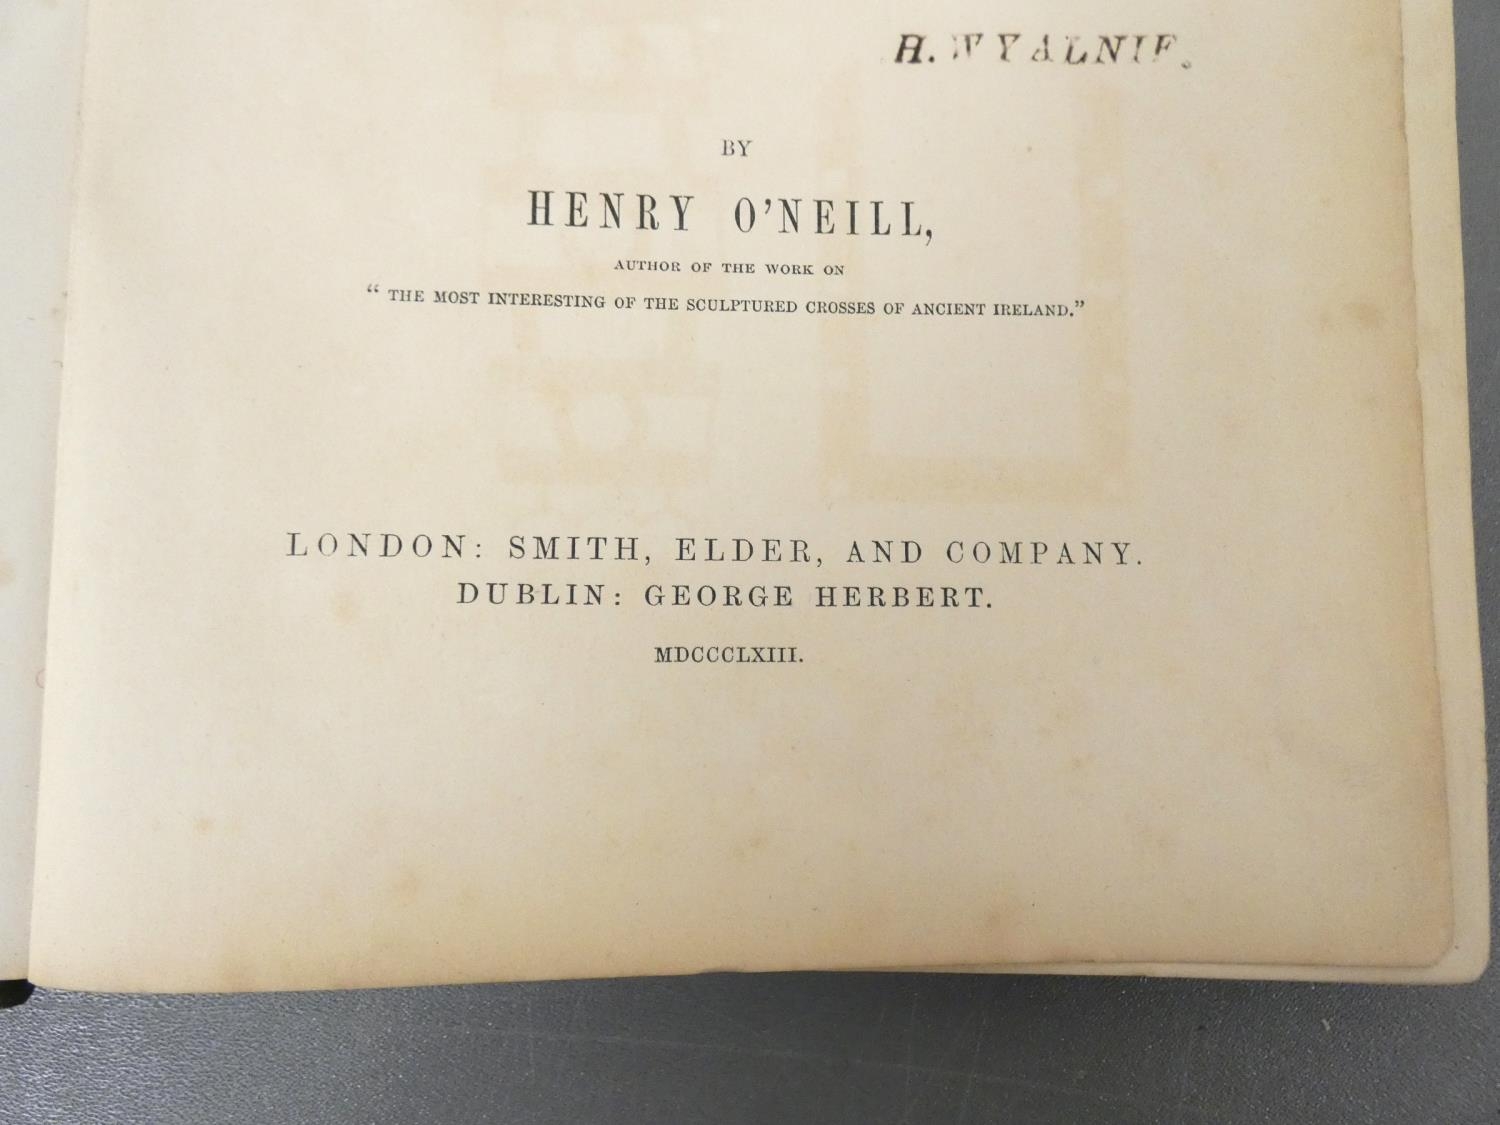 BY
HENRY O'NEILL,
AUTHOR OF THE WORK ON
“ THE MOST INTERESTING OF THE SCULPTURED CROSSES OF ANCIENT IRELAND.”
LONDON: SMITH, ELDER, AND COMPANY.
DUBLIN: GEORGE HERBERT.
MDCCCLXIII.